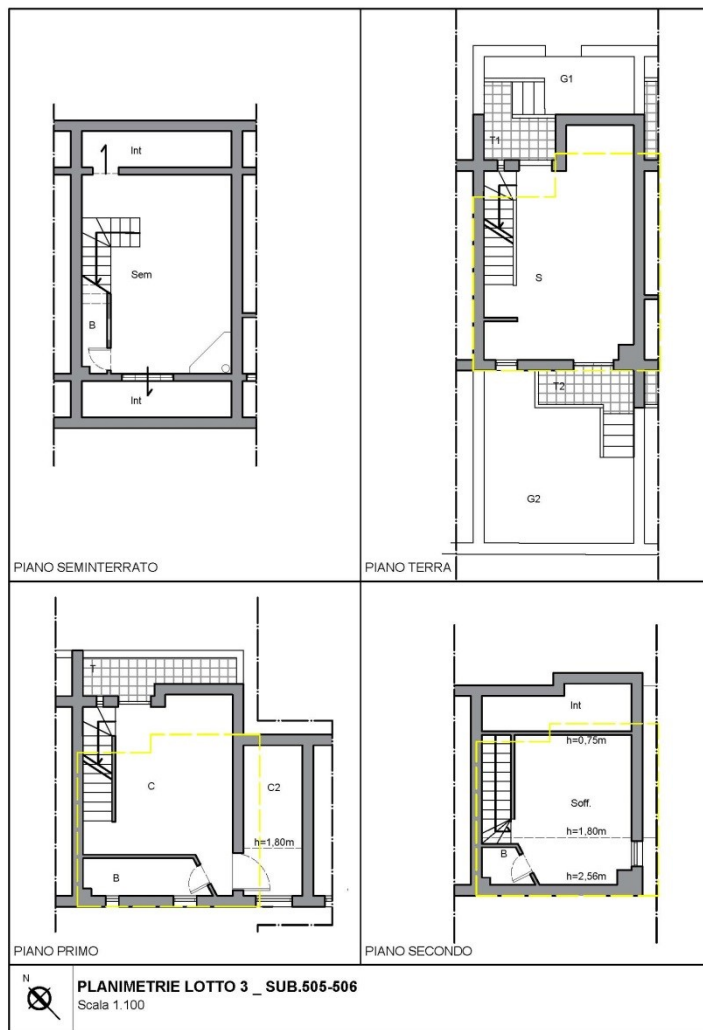 Int
Sem
B
Int
PIANO SEMINTERRATO
G1
T1
S
T2
G2
PIANO TERRA
T
C
C2
h=1,80m
B
PIANO PRIMO
Int
h=0,75m
Soff.
h=1,80m
B
h=2,56m
PIANO SECONDO
N
PLANIMETRIE LOTTO 3 _ SUB.505-506
Scala 1.100